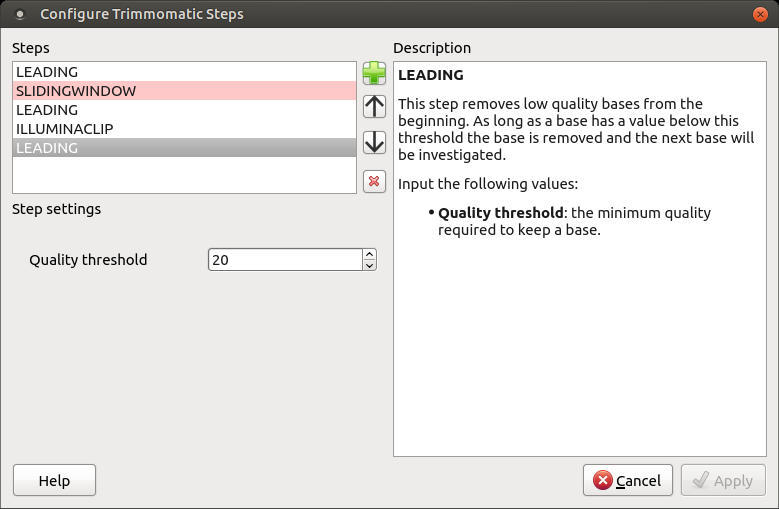 Configure Trimmomatic Steps
Steps
LEADING
SLIDINGWINDOW
LEADING
ILLUMINACLIP
LEADING
Step settings
Quality threshold
20
Description
LEADING
This step removes low quality bases from the
beginning. As long as a base has a value below this
threshold the base is removed and the next base will
be investigated.
Input the following values:
• Quality threshold: the minimum quality
required to keep a base.
Help
Cancel
Apply